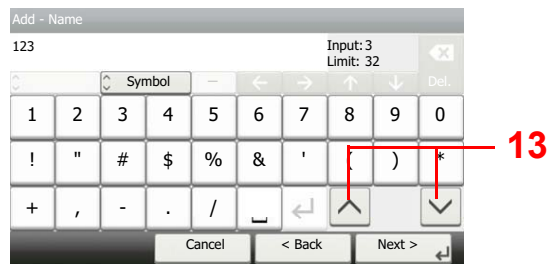 Add - Name
123 Input: 3
Limit: 32
Symbol Del.
1 2 3 4 5 6 7 8 9 0
! " # $ % & ' ( ) *
13
+ , - . /
Cancel < Back Next >